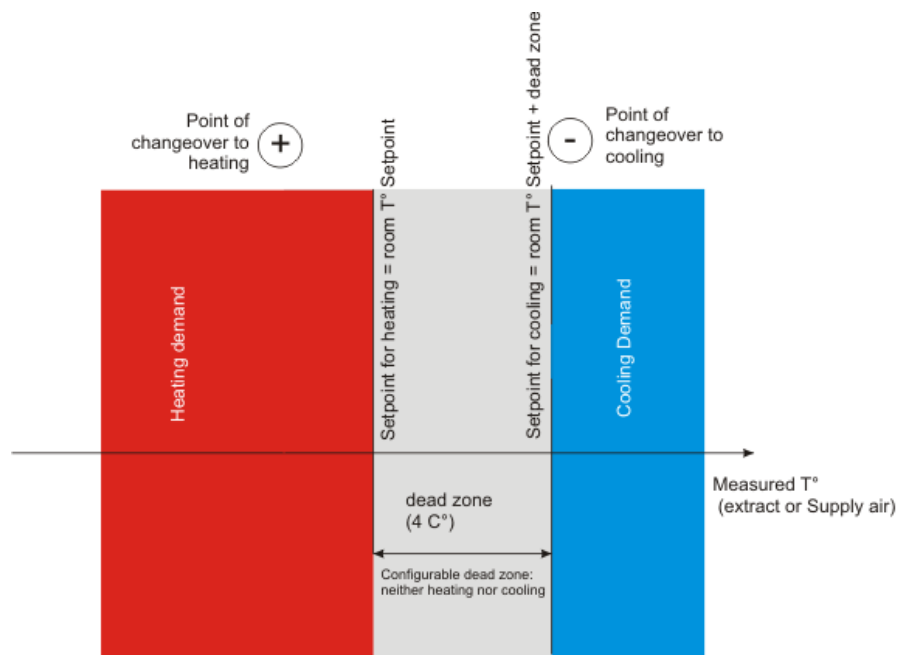 Point of
changeover to
heating
+
Setpoint for heating = room T° Setpoint
Setpoint for cooling = room T° Setpoint + dead zone
-
Point of
changeover to
cooling
Heating demand
Cooling Demand
Measured T°
(extract or Supply air)
dead zone
(4 C°)
Configurable dead zone:
neither heating nor cooling